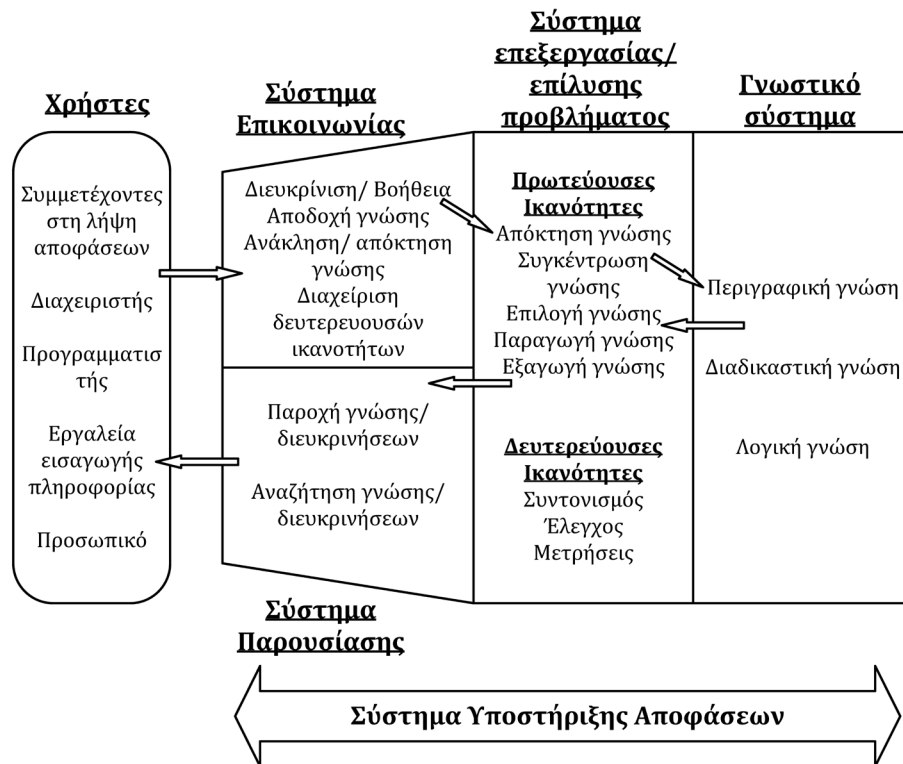 Χρήστες
Συμμετέχοντες
στη λήψη
αποφάσεων
Διαχειριστής
Προγραμματισ
τής
Εργαλεία
εισαγωγής
πληροφορίας
Προσωπικό
Σύστημα
Επικοινωνίας
Διευκρίνιση/ Βοήθεια
Αποδοχή γνώσης
Ανάκληση/ απόκτηση
γνώσης
Διαχείριση
δευτερευουσών
ικανοτήτων
Παροχή γνώσης/
διευκρινήσεων
Αναζήτηση γνώσης/
διευκρινήσεων
Σύστημα
Παρουσίασης
Σύστημα
επεξεργασίας/
επίλυσης
προβλήματος
Πρωτεύουσες
Ικανότητες
Απόκτηση γνώσης
Συγκέντρωση
γνώσης
Επιλογή γνώσης
Παραγωγή γνώσης
Εξαγωγή γνώσης
Δευτερεύουσες
Ικανότητες
Συντονισμός
Έλεγχος
Μετρήσεις
Γνωστικό
σύστημα
Περιγραφική γνώση
Διαδικαστική γνώση
Λογική γνώση
Σύστημα Υποστήριξης Αποφάσεων